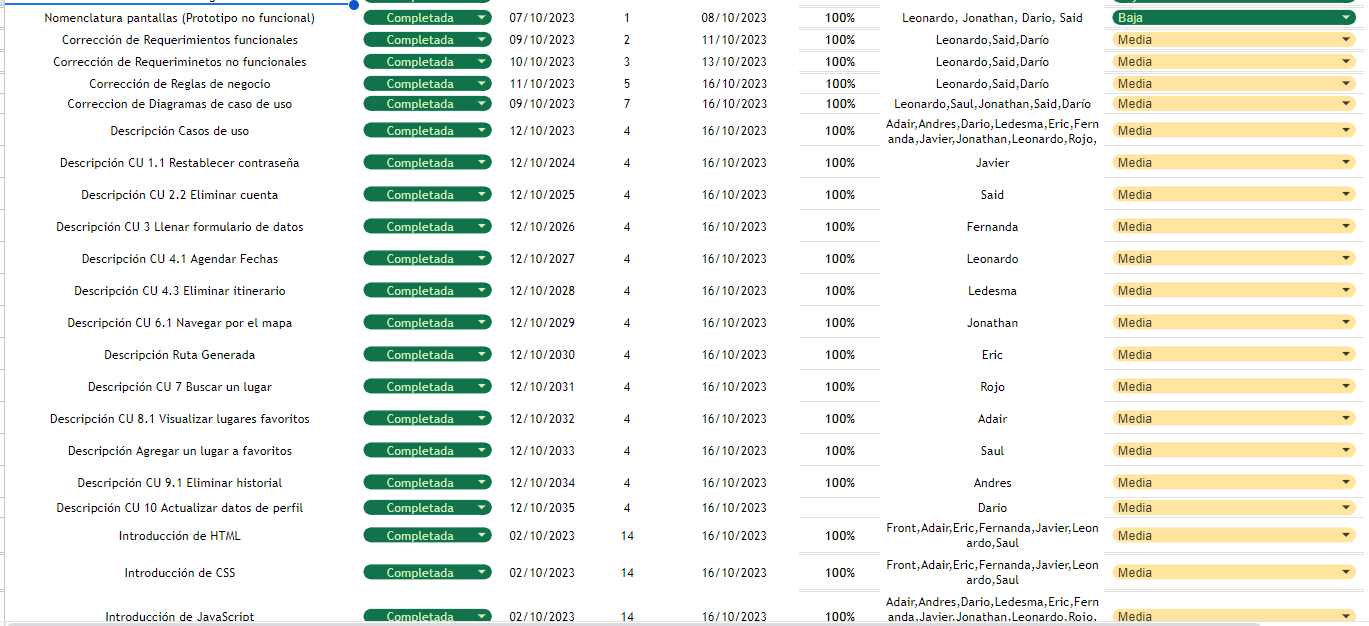 Nomenclatura pantallas (Prototipo no funcional) Completada 07/10/2023 1 08/10/2023 100% Leonardo, Jonathan, Dario, Said Baja
Corrección de Requerimientos funcionales Completada 09/10/2023 2 11/10/2023 100% Leonardo,Said,Darío Media
Corrección de Requeriminetos no funcionales Completada 10/10/2023 3 13/10/2023 100% Leonardo,Said,Darío Media
Corrección de Reglas de negocio Completada 11/10/2023 5 16/10/2023 100% Leonardo,Said,Darío Media
Correccion de Diagramas de caso de uso Completada 09/10/2023 7 16/10/2023 100% Leonardo,Saul,Jonathan,Said,Darío Media
Descripción Casos de uso Completada 12/10/2023 4 16/10/2023 100% Adair,Andres,Dario,Ledesma,Eric,Fern Media
anda,Javier,Jonathan,Leonardo,Rojo,
Descripción CU 1.1 Restablecer contraseña Completada 12/10/2024 4 16/10/2023 100% Javier Media
Descripción CU 2.2 Eliminar cuenta Completada 12/10/2025 4 16/10/2023 100% Said Media
Descripción CU 3 Llenar formulario de datos Completada 12/10/2026 4 16/10/2023 100% Fernanda Media
Descripción CU 4.1 Agendar Fechas Completada 12/10/2027 4 16/10/2023 100% Leonardo Media
Descripción CU 4.3 Eliminar itinerario Completada 12/10/2028 4 16/10/2023 100% Ledesma Media
Descripción CU 6.1 Navegar por el mapa Completada 12/10/2029 4 16/10/2023 100% Jonathan Media
Descripción Ruta Generada Completada 12/10/2030 4 16/10/2023 100% Eric Media
Descripción CU 7 Buscar un lugar Completada 12/10/2031 4 16/10/2023 100% Rojo Media
Descripción CU 8.1 Visualizar lugares favoritos Completada 12/10/2032 4 16/10/2023 100% Adair Media
Descripción Agregar un lugar a favoritos Completada 12/10/2033 4 16/10/2023 100% Saul Media
Descripción CU 9.1 Eliminar historial Completada 12/10/2034 4 16/10/2023 100% Andres Media
Descripción CU 10 Actualizar datos de perfil Completada 12/10/2035 4 16/10/2023 Dario Media
Introducción de HTML Completada 02/10/2023 14 16/10/2023 100% Front,Adair,Eric,Fernanda,Javier,Leon Media
ardo,Saul
Introducción de CSS Completada 02/10/2023 14 16/10/2023 100% Front,Adair,Eric,Fernanda,Javier,Leon Media
ardo,Saul
Introducción de JavaScript Completada 02/10/2023 14 16/10/2023 100% Adair,Andres,Dario,Ledesma,Eric,Fern Media
anda,Javier,Jonathan,Leonardo,Rojo,